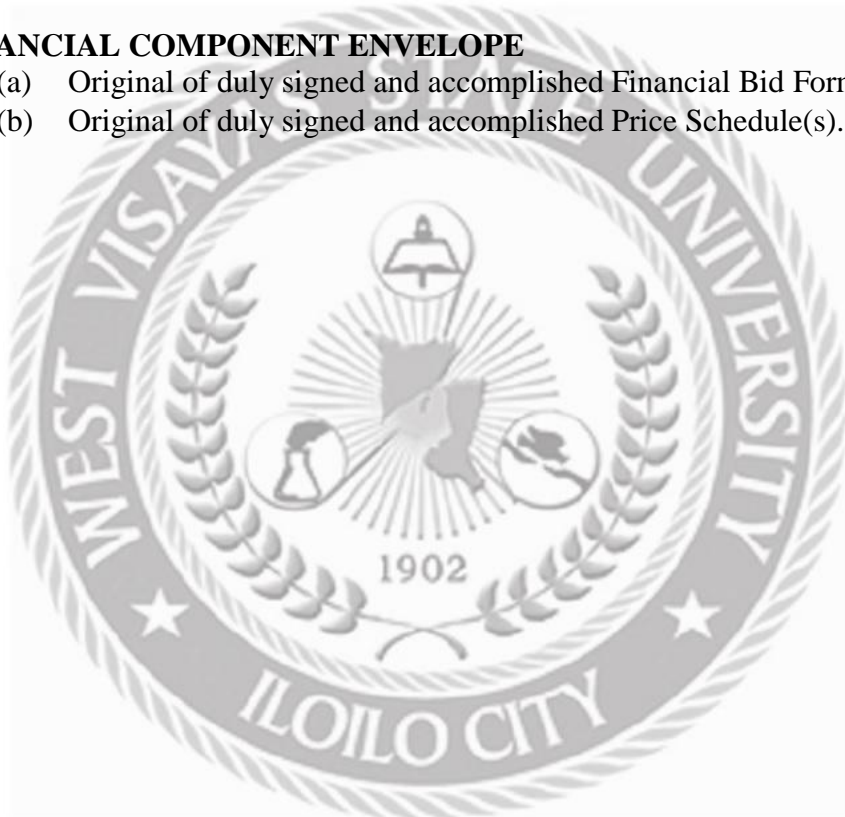 ANCIAL COMPONENT ENVELOPE
(a) Original of duly signed and accomplished Financial Bid Form
(b) Original of duly signed and accomplished Price Schedule(s).
WEST VISAYAS STATE UNIVERSITY
1902
ILOILO CITY